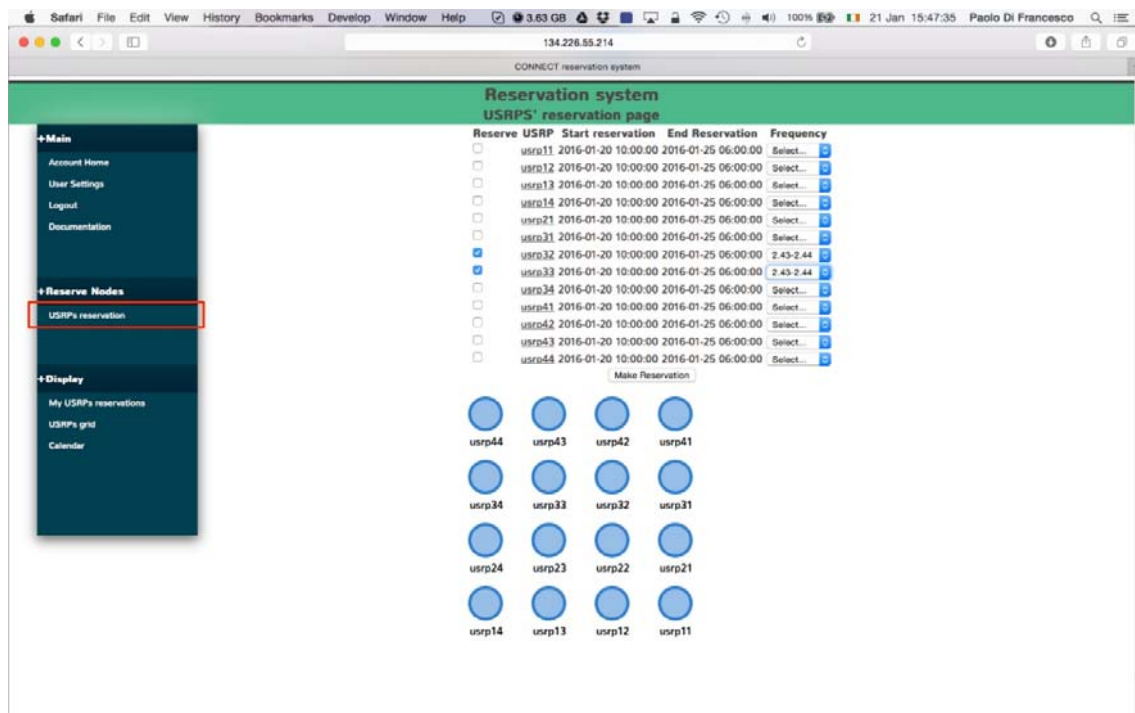 Safari File Edit View History Bookmarks Develop Window Help 3.63 GB 100% 21 Jan 15:47:35 Paolo Di Francesco
134.226.55.214
CONNECT reservation system
Reservation system
USRPS' reservation page
+Main
Account Home
User Settings
Logout
Documentation
+Reserve Nodes
USRPs reservation
+Display
My USRPs reservations
USRPs grid
Calendar
Reserve USRP Start reservation End Reservation Frequency
usrp11 2016-01-20 10:00:00 2016-01-25 06:00:00 Select...
usrp12 2016-01-20 10:00:00 2016-01-25 06:00:00 Select...
usrp13 2016-01-20 10:00:00 2016-01-25 06:00:00 Select...
usrp14 2016-01-20 10:00:00 2016-01-25 06:00:00 Select...
usrp21 2016-01-20 10:00:00 2016-01-25 06:00:00 Select...
usrp31 2016-01-20 10:00:00 2016-01-25 06:00:00 Select...
usrp32 2016-01-20 10:00:00 2016-01-25 06:00:00 2.43-2.44
usrp33 2016-01-20 10:00:00 2016-01-25 06:00:00 2.43-2.44
usrp34 2016-01-20 10:00:00 2016-01-25 06:00:00 Select...
usrp41 2016-01-20 10:00:00 2016-01-25 06:00:00 Select...
usrp42 2016-01-20 10:00:00 2016-01-25 06:00:00 Select...
usrp43 2016-01-20 10:00:00 2016-01-25 06:00:00 Select...
usrp44 2016-01-20 10:00:00 2016-01-25 06:00:00 Select...
Make Reservation
usrp44 usrp43 usrp42 usrp41
usrp34 usrp33 usrp32 usrp31
usrp24 usrp23 usrp22 usrp21
usrp14 usrp13 usrp12 usrp11